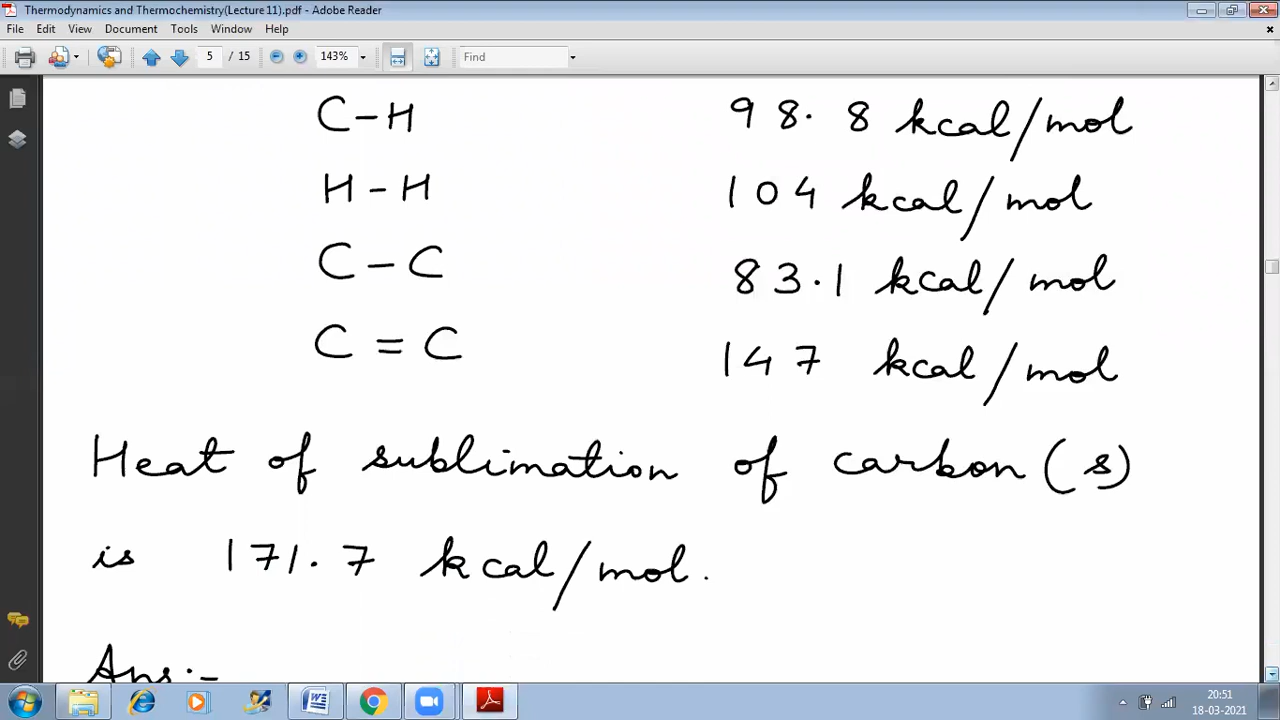 Thermodynamics and Thermochemistry(Lecture 11).pdf - Adobe Reader
File Edit View Document Tools Window Help
5 / 15 143% Find
C-H 98.8 kcal/mol
H-H 104 kcal/mol
C-C 83.1 kcal/mol
C=C 147 kcal/mol
Heat of sublimation of carbon(s)
is 171.7 kcal/mol.
Ans:-
20:51
18-03-2021